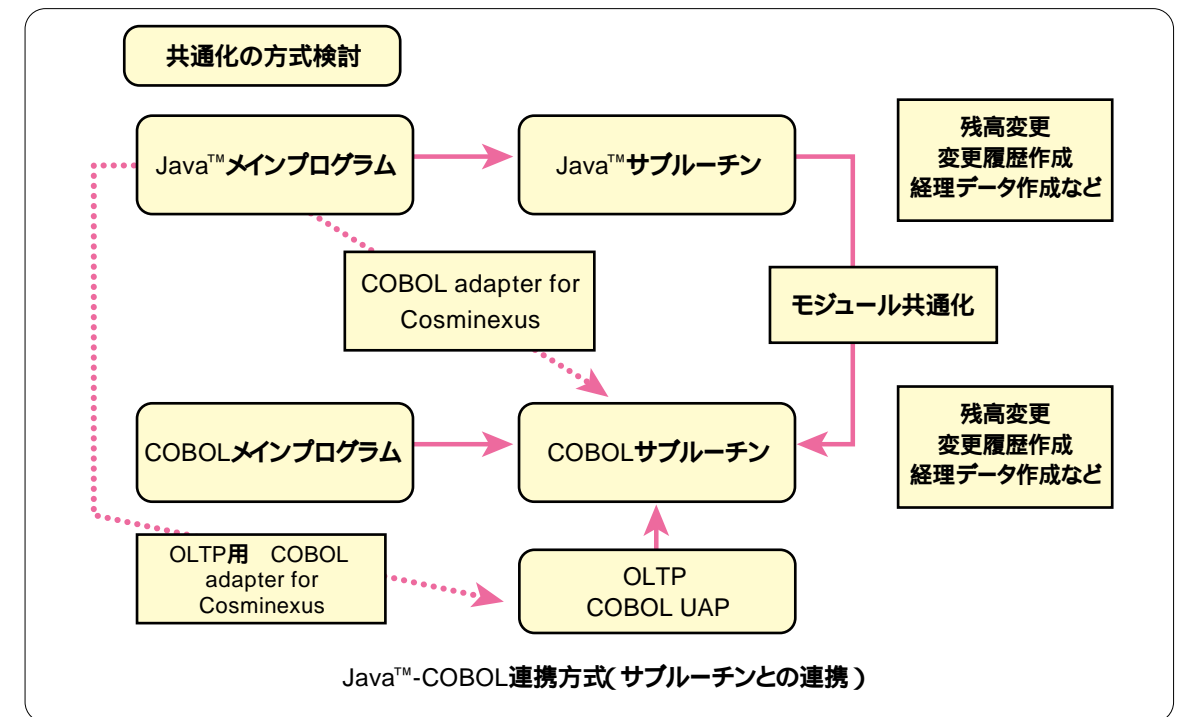 共通化の方式検討
Java™メインプログラム
Java™サブルーチン
残高変更
変更履歴作成
経理データ作成など
COBOL adapter for
Cosminexus
モジュール共通化
COBOLメインプログラム
COBOLサブルーチン
残高変更
変更履歴作成
経理データ作成など
OLTP用　COBOL
adapter for
Cosminexus
OLTP
COBOL UAP
Java™-COBOL連携方式(サブルーチンとの連携)